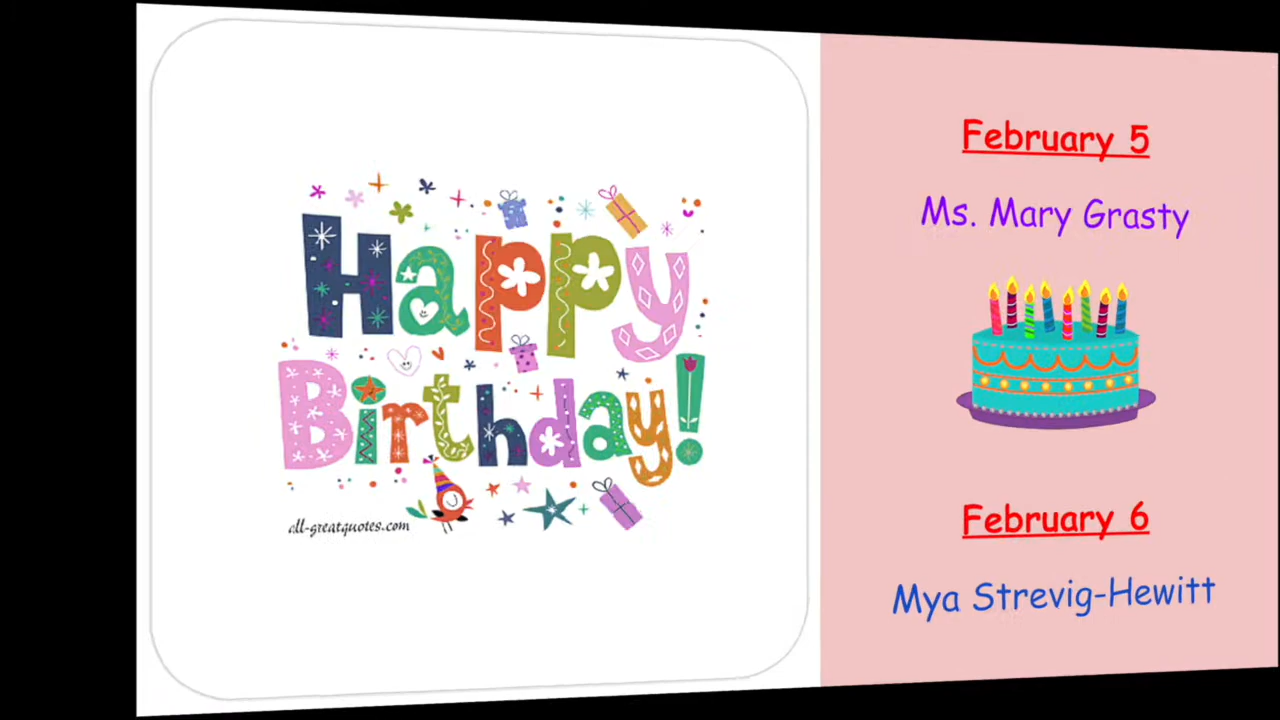 Happy
Birthday!
all-greatquotes.com
February 5
Ms. Mary Grasty
February 6
Mya Strevig-Hewitt